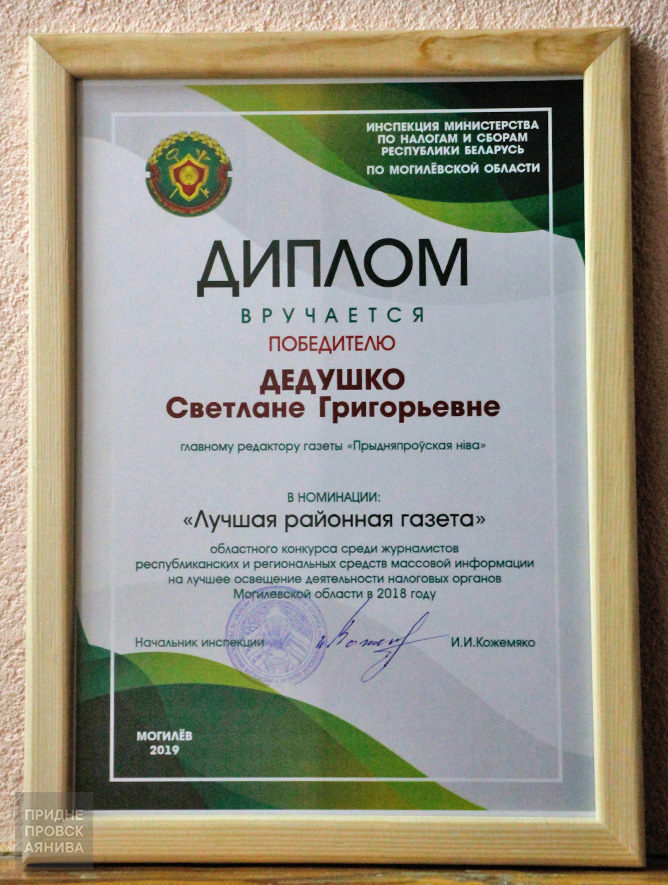 ИНСПЕКЦИЯ МИНИСТЕРСТВА
ПО НАЛОГАМ И СБОРАМ
РЕСПУБЛИКИ БЕЛАРУСЬ
ПО МОГИЛЁВСКОЙ ОБЛАСТИ
ДИПЛОМ
ВРУЧАЕТСЯ
ПОБЕДИТЕЛЮ
ДЕДУШКО
Светлане Григорьевне
главному редактору газеты «Прыдняпроўская ніва»
В НОМИНАЦИИ:
«Лучшая районная газета»
областного конкурса среди журналистов
республиканских и региональных средств массовой информации
на лучшее освещение деятельности налоговых органов
Могилевской области в 2018 году
Начальник инспекции И.И.Кожемяко
МОГИЛЁВ
2019
ПРИДНЕ
ПРОВСК
АЯНИВА